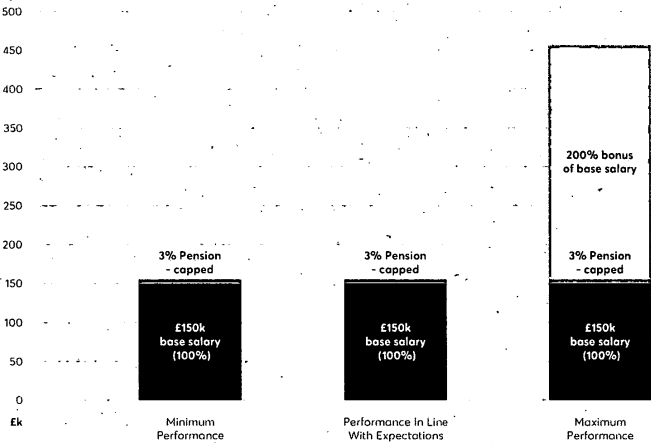 500
450
400
350
300
250
200
150
100
50
0
£k
200% bonus
of base salary
3% Pension
- capped
3% Pension
- capped
3% Pension
- capped
£150k
base salary
(100%)
£150k
base salary
(100%)
£150k
base salary
(100%)
Minimum
Performance
Performance In Line
With Expectations
Maximum
Performance